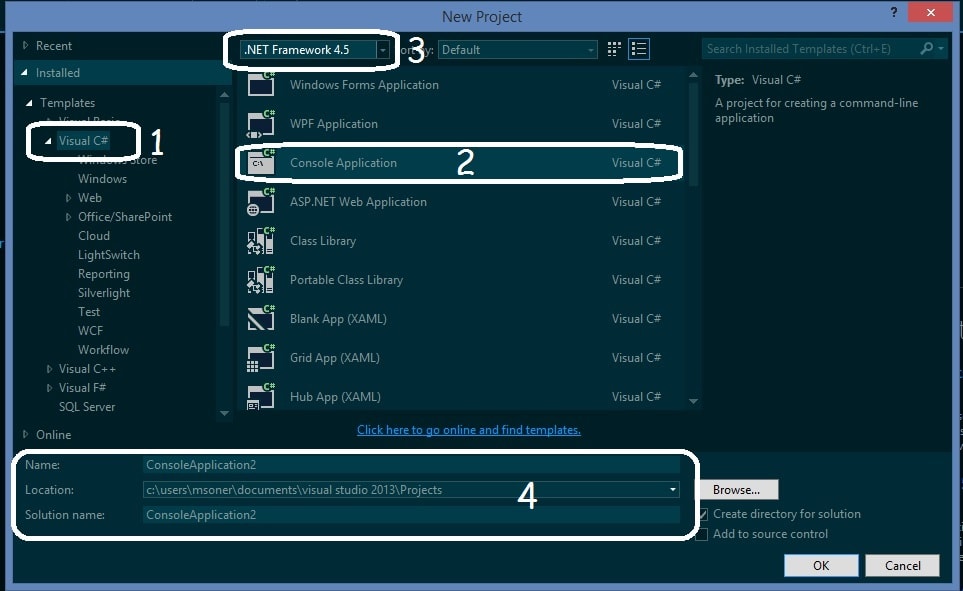 New Project
? ×
Recent
Installed
Templates
Visual C#
Windows Store
Windows
Web
Office/SharePoint
Cloud
LightSwitch
Reporting
Silverlight
Test
WCF
Workflow
Visual C++
Visual F#
SQL Server
Online
1
.NET Framework 4.5
3
by: Default
Windows Forms Application Visual C#
WPF Application Visual C#
Console Application 2 Visual C#
ASP.NET Web Application Visual C#
Class Library Visual C#
Portable Class Library Visual C#
Blank App (XAML) Visual C#
Grid App (XAML) Visual C#
Hub App (XAML) Visual C#
Click here to go online and find templates.
Search Installed Templates (Ctrl+E)
Type: Visual C#
A project for creating a command-line
application
Name: ConsoleApplication2
Location: c:\users\msoner\documents\visual studio 2013\Projects
Solution name: ConsoleApplication2
4
Browse...
Create directory for solution
Add to source control
OK Cancel